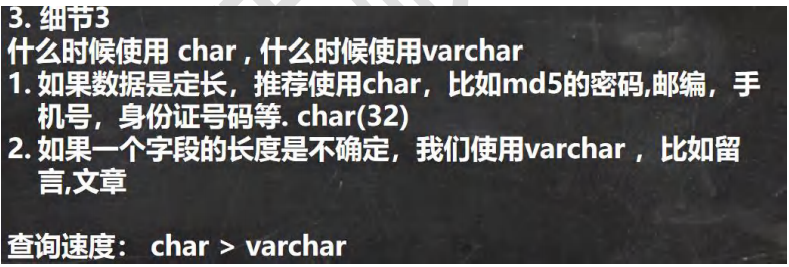 3. 细节3
什么时候使用 char , 什么时候使用varchar
1. 如果数据是定长，推荐使用char，比如md5的密码,邮编，手
机号，身份证号码等. char(32)
2. 如果一个字段的长度是不确定，我们使用varchar ，比如留
言,文章
查询速度： char > varchar